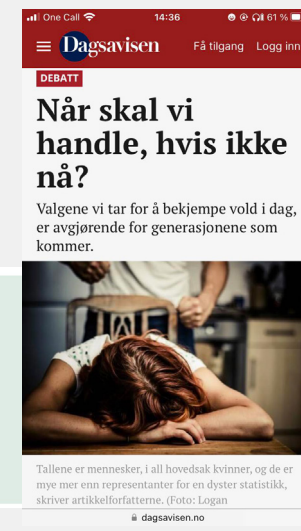 One Call 14:36 61 %
Dagsavisen Få tilgang Logg inn
DEBATT
Når skal vi
handle, hvis ikke
nå?
Valgene vi tar for å bekjempe vold i dag,
er avgjørende for generasjonene som
kommer.
Tallene er mennesker, i all hovedsak kvinner, og de er
mye mer enn representanter for en dyster statistikk,
skriver artikkelforfatterne. (Foto: Logan
dagsavisen.no